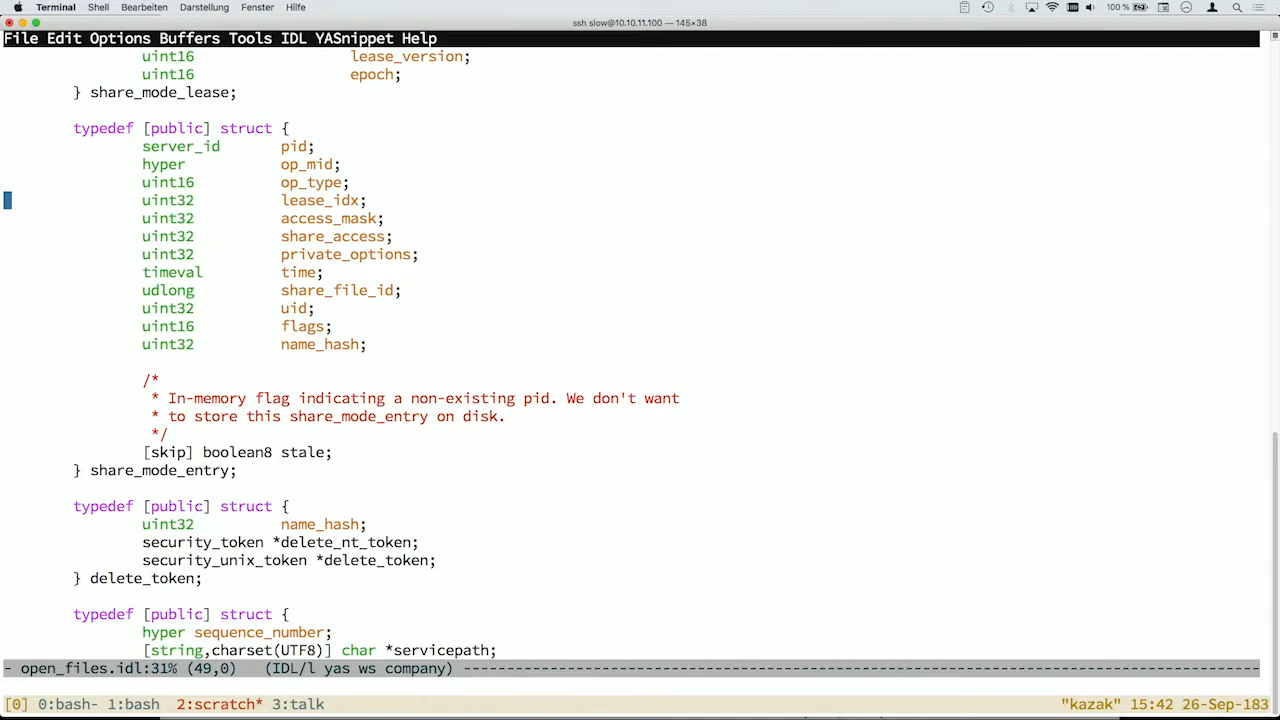 Terminal Shell Bearbeiten Darstellung Fenster Hilfe 100 %
ssh slow@10.10.11.100 — 145×38
File Edit Options Buffers Tools IDL YASnippet Help
uint16 lease_version;
uint16 epoch;
} share_mode_lease;
typedef [public] struct {
server_id pid;
hyper op_mid;
uint16 op_type;
uint32 lease_idx;
uint32 access_mask;
uint32 share_access;
uint32 private_options;
timeval time;
udlong share_file_id;
uint32 uid;
uint16 flags;
uint32 name_hash;
/*
* In-memory flag indicating a non-existing pid. We don't want
* to store this share_mode_entry on disk.
*/
[skip] boolean8 stale;
} share_mode_entry;
typedef [public] struct {
uint32 name_hash;
security_token *delete_nt_token;
security_unix_token *delete_token;
} delete_token;
typedef [public] struct {
hyper sequence_number;
[string,charset(UTF8)] char *servicepath;
- open_files.idl:31% (49,0) (IDL/l yas ws company) --------------------------------------------------------------------------------------------
[0] 0:bash- 1:bash 2:scratch* 3:talk "kazak" 15:42 26-Sep-183